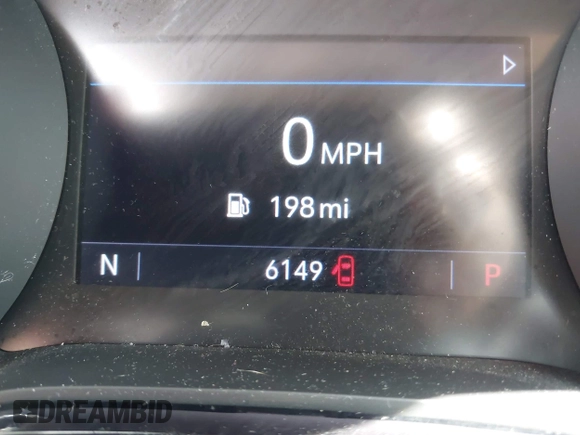 0 MPH
198 mi
N 6149 P
DREAMBID